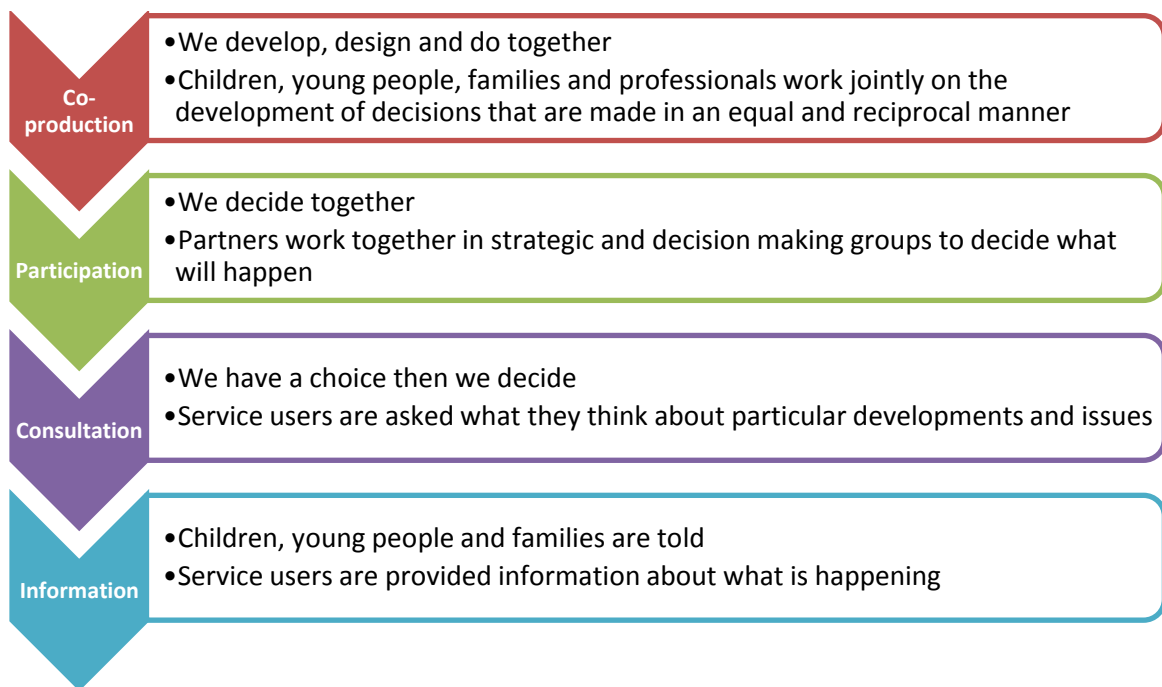 Co-
production
•We develop, design and do together
•Children, young people, families and professionals work jointly on the
development of decisions that are made in an equal and reciprocal manner
Participation
•We decide together
•Partners work together in strategic and decision making groups to decide what
will happen
Consultation
•We have a choice then we decide
•Service users are asked what they think about particular developments and issues
Information
•Children, young people and families are told
•Service users are provided information about what is happening